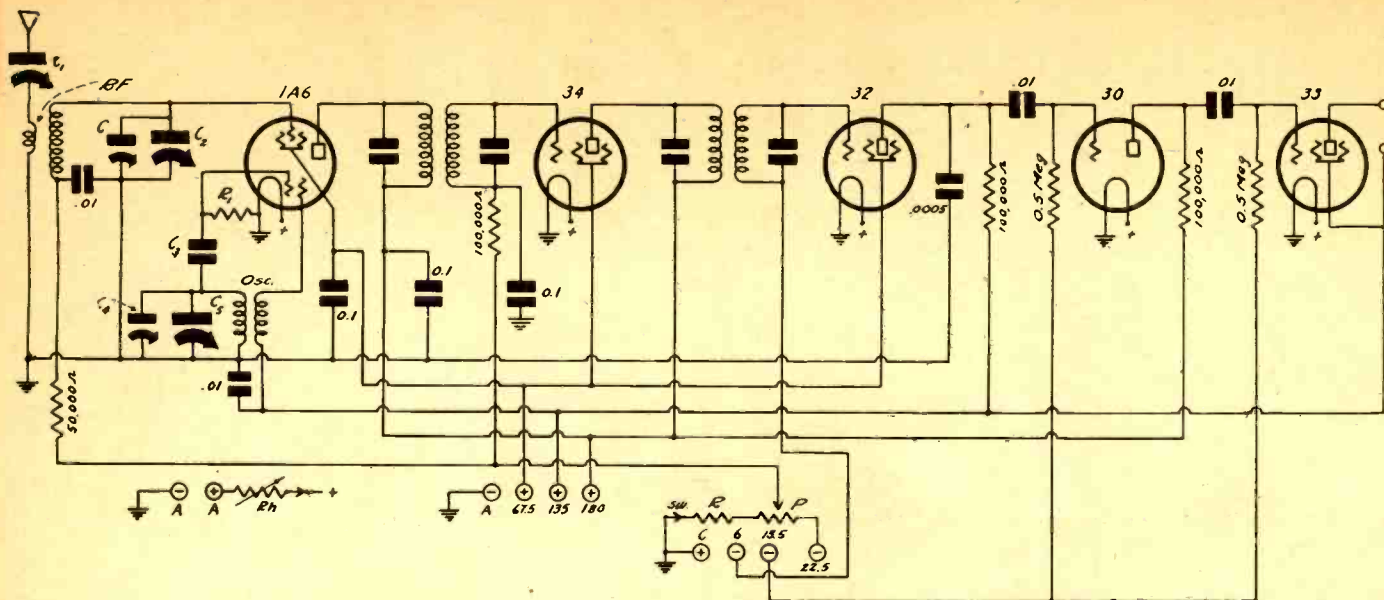 C₁
RF
1A6
34
32
.01
30
.01
33
C
C₂
.01
R₁
C₃
100,000Ω
.0005
100,000Ω
0.5 Meg
100,000Ω
0.5 Meg
Osc.
C₄
C₅
0.1
0.1
0.1
.01
50,000Ω
+
+
+
+
+
- + +
A A Rh
- + + +
A 67.5 135 180
SW R P
C 6 13.5
+ - - -
22.5